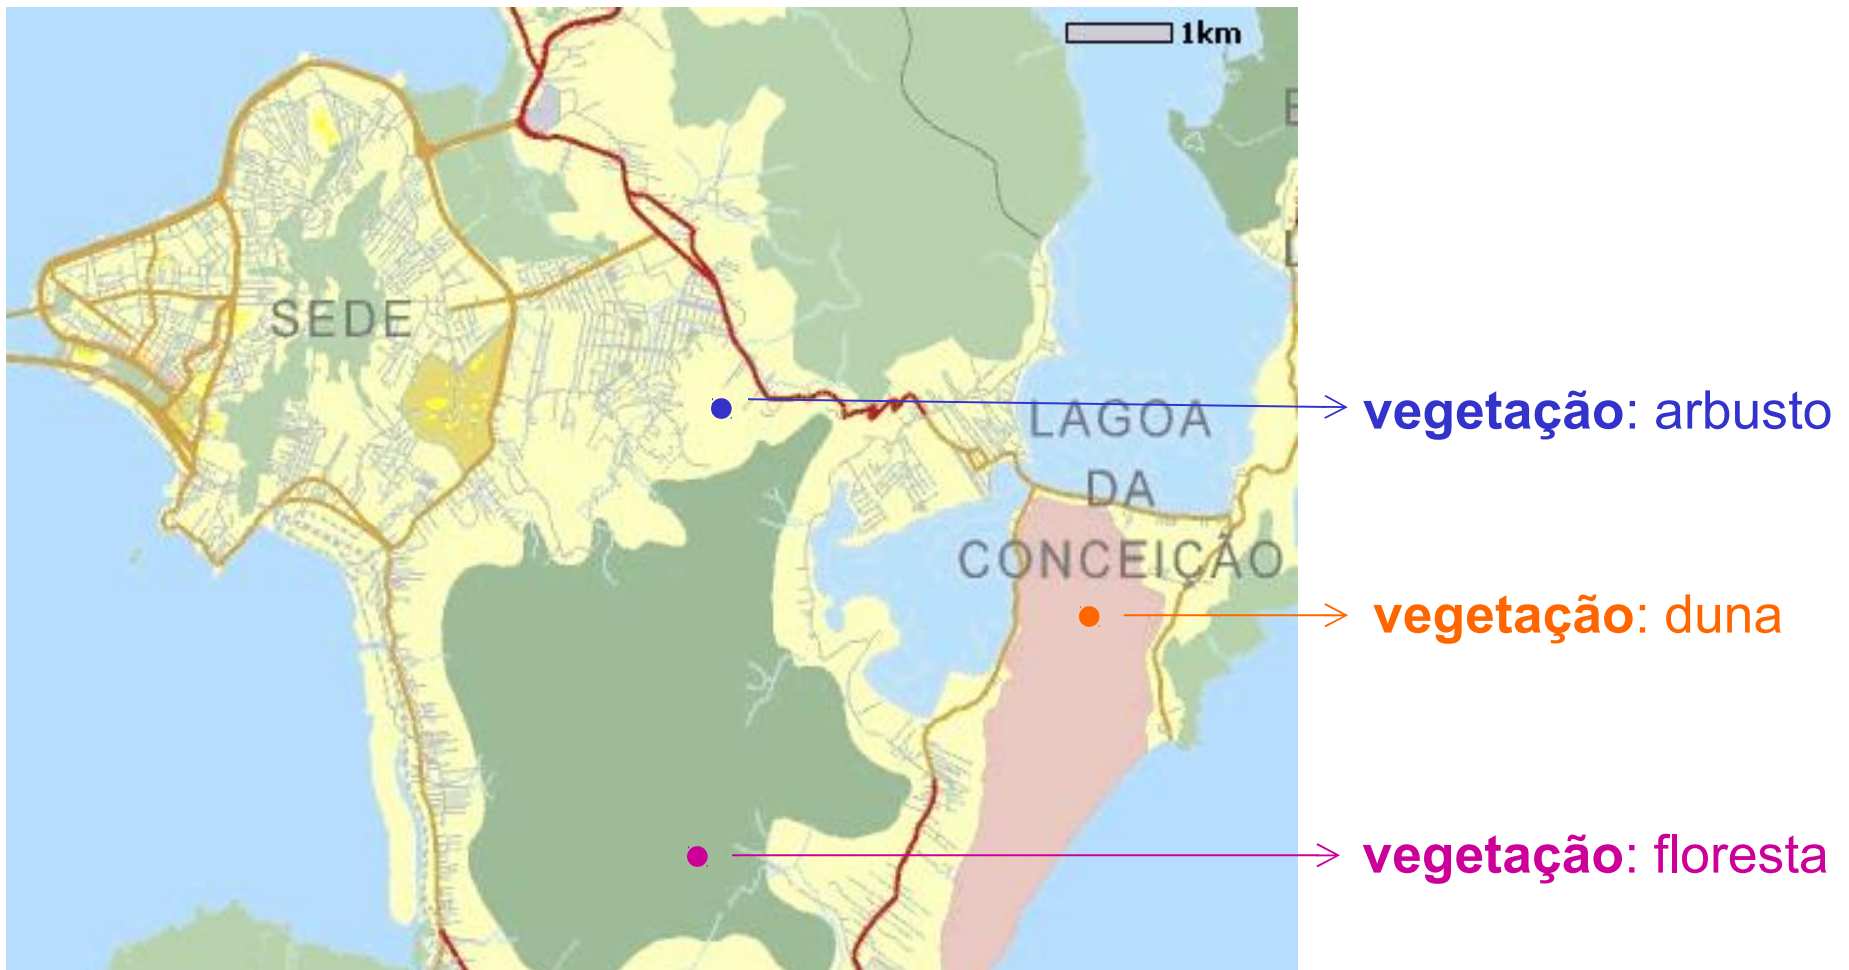 1km
SEDE
LAGOA
DA
CONCEIÇÃO
vegetação: arbusto
vegetação: duna
vegetação: floresta